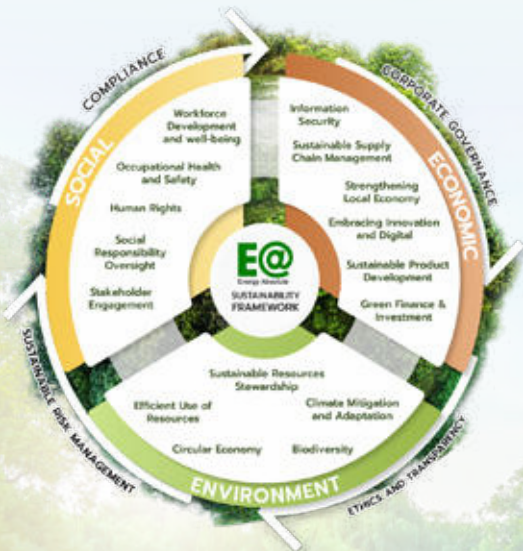 COMPLIANCE
CORPORATE GOVERNANCE
SOCIAL
Workforce
Development
and well-being
Occupational Health
and Safety
Human Rights
Social
Responsibility
Oversight
Stakeholder
Engagement
ECONOMIC
Information
Security
Sustainable Supply
Chain Management
Strengthening
Local Economy
Embracing Innovation
and Digital
Sustainable Product
Development
Green Finance &
Investment
E@
Energy Absolute
SUSTAINABILITY
FRAMEWORK
Sustainable Resources
Stewardship
Efficient Use of
Resources
Climate Mitigation
and Adaptation
Circular Economy
Biodiversity
ENVIRONMENT
SUSTAINABLE RISK MANAGEMENT
ETHICS AND TRANSPARENCY